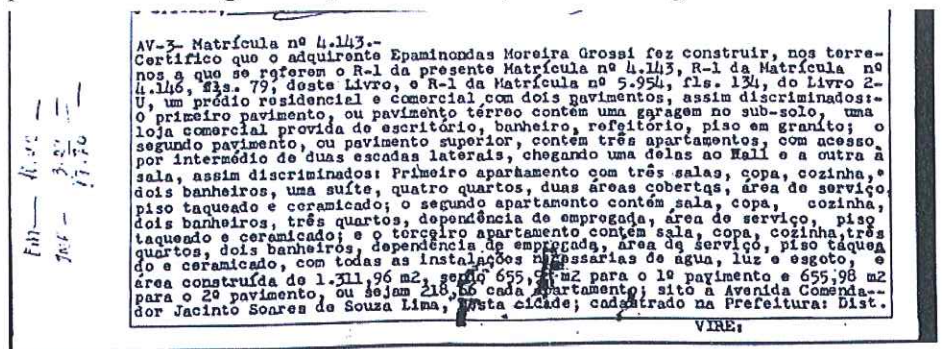 AV-3- Matrícula nº 4.143.-
Certifico que o adquirente Epaminondas Moreira Grossi fez construir, nos terre-
nos a que se referem o R-1 da presente Matrícula nº 4.143, R-1 da Matrícula nº
4.146, fls. 79, deste Livro, e R-1 da Matrícula nº 5.954, fls. 134, do Livro 2-
U, um prédio residencial e comercial com dois pavimentos, assim discriminados:-
O primeiro pavimento, ou pavimento térreo contém uma garagem no sub-solo, uma
loja comercial provida de escritório, banheiro, refeitório, piso em granito; o
segundo pavimento, ou pavimento superior, contém três apartamentos, com acesso
por intermédio de duas escadas laterais, chegando uma delas ao Hall e a outra à
sala, assim discriminados: Primeiro apartamento com três salas, copa, cozinha,
dois banheiros, uma suíte, quatro quartos, duas áreas cobertqs, área de serviço
piso taqueado e ceramicado; o segundo apartamento contém sala, copa, cozinha,
dois banheiros, três quartos, dependência de empregada, área de serviço, piso
taqueado e ceramicado; e o terceiro apartamento contém sala, copa, cozinha,três
quartos, dois banheiros, dependência de empregada, área de serviço, piso taquea
do e ceramicado, com todas as instalações necessárias de água, luz e esgoto, e
área construída de 1.311,96 m2, sendo 655,98 m2 para o 1º pavimento e 655,98 m2
para o 2º pavimento, ou sejam 218,66 cada apartamento; sito à Avenida Comenda--
dor Jacinto Soares de Souza Lima, nesta cidade; cadastrado na Prefeitura: Dist.
VIRE: